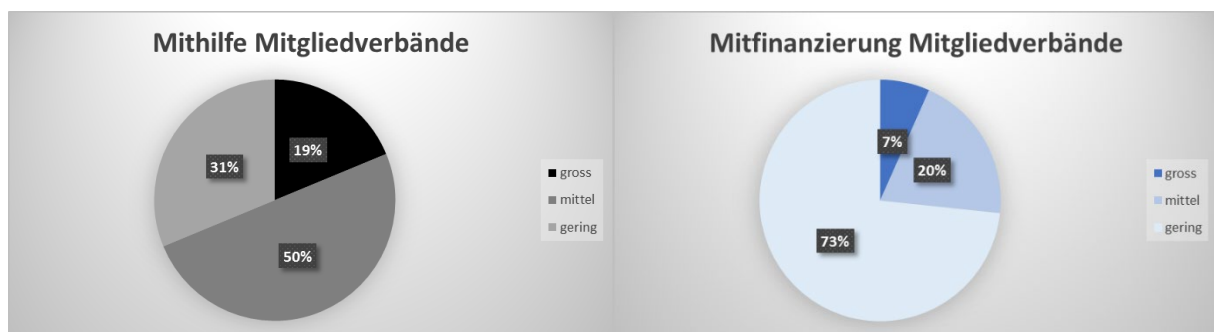 Mithilfe Mitgliedverbände
19%
31%
50%
gross
mittel
gering
Mitfinanzierung Mitgliedverbände
7%
20%
73%
gross
mittel
gering